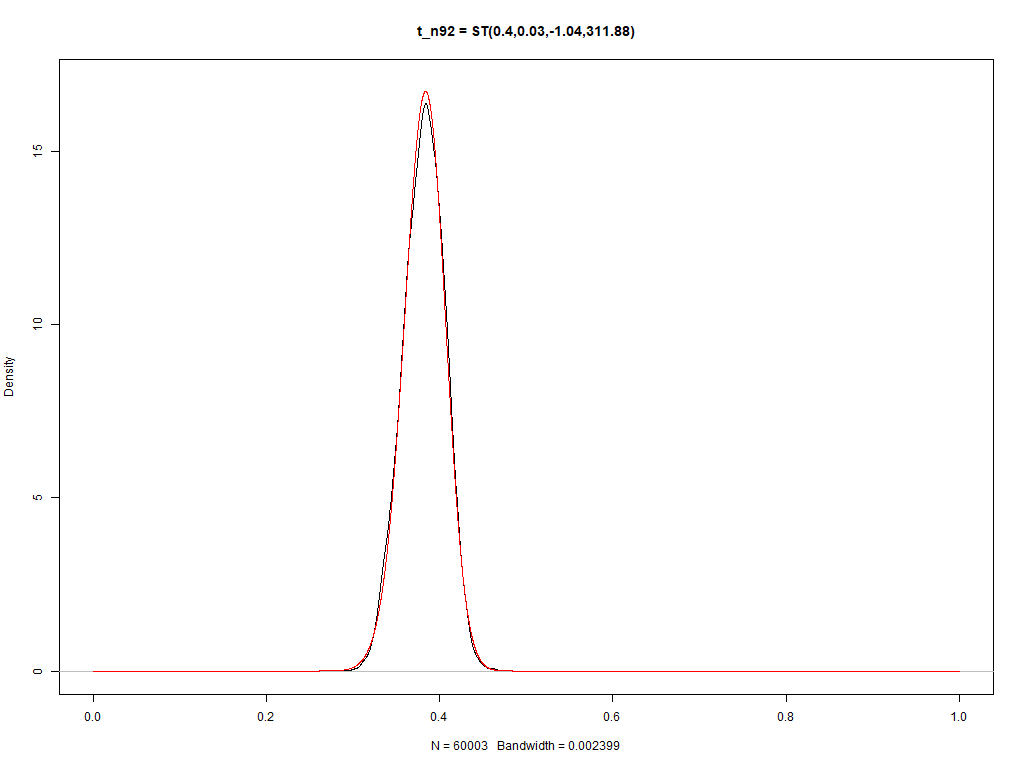 t_n92 = ST(0.4,0.03,-1.04,311.88)
Density
15
10
5
0
0.0 0.2 0.4 0.6 0.8 1.0
N = 60003 Bandwidth = 0.002399